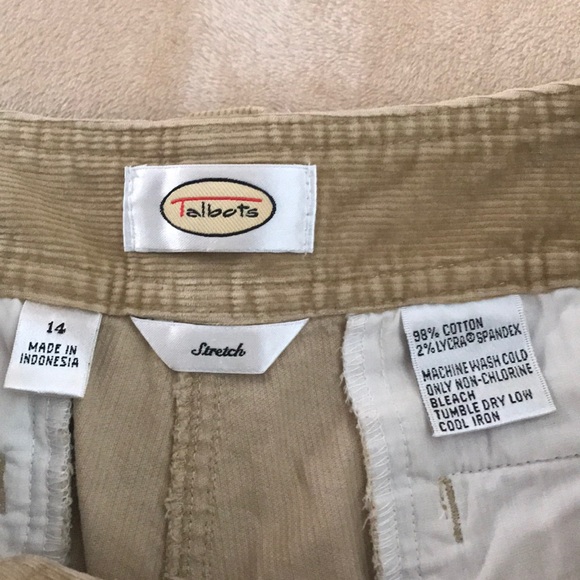 Talbots
14
MADE IN
INDONESIA
Stretch
98% COTTON
2% LYCRA® SPANDEX
MACHINE WASH COLD
ONLY NON-CHLORINE
BLEACH
TUMBLE DRY LOW
COOL IRON